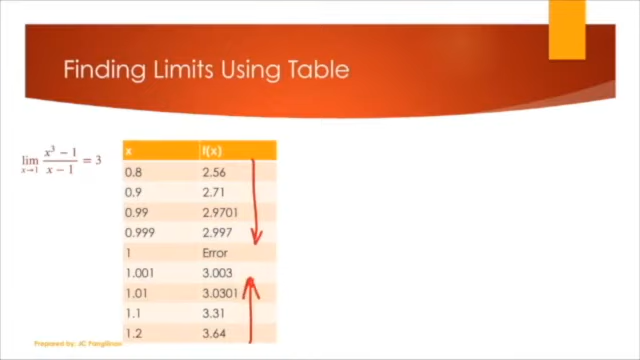 Finding Limits Using Table
lim x→1 x³ − 1 / x − 1 = 3
x f(x)
0.8 2.56
0.9 2.71
0.99 2.9701
0.999 2.997
1 Error
1.001 3.003
1.01 3.0301
1.1 3.31
1.2 3.64
Prepared by: JC Pangilinan